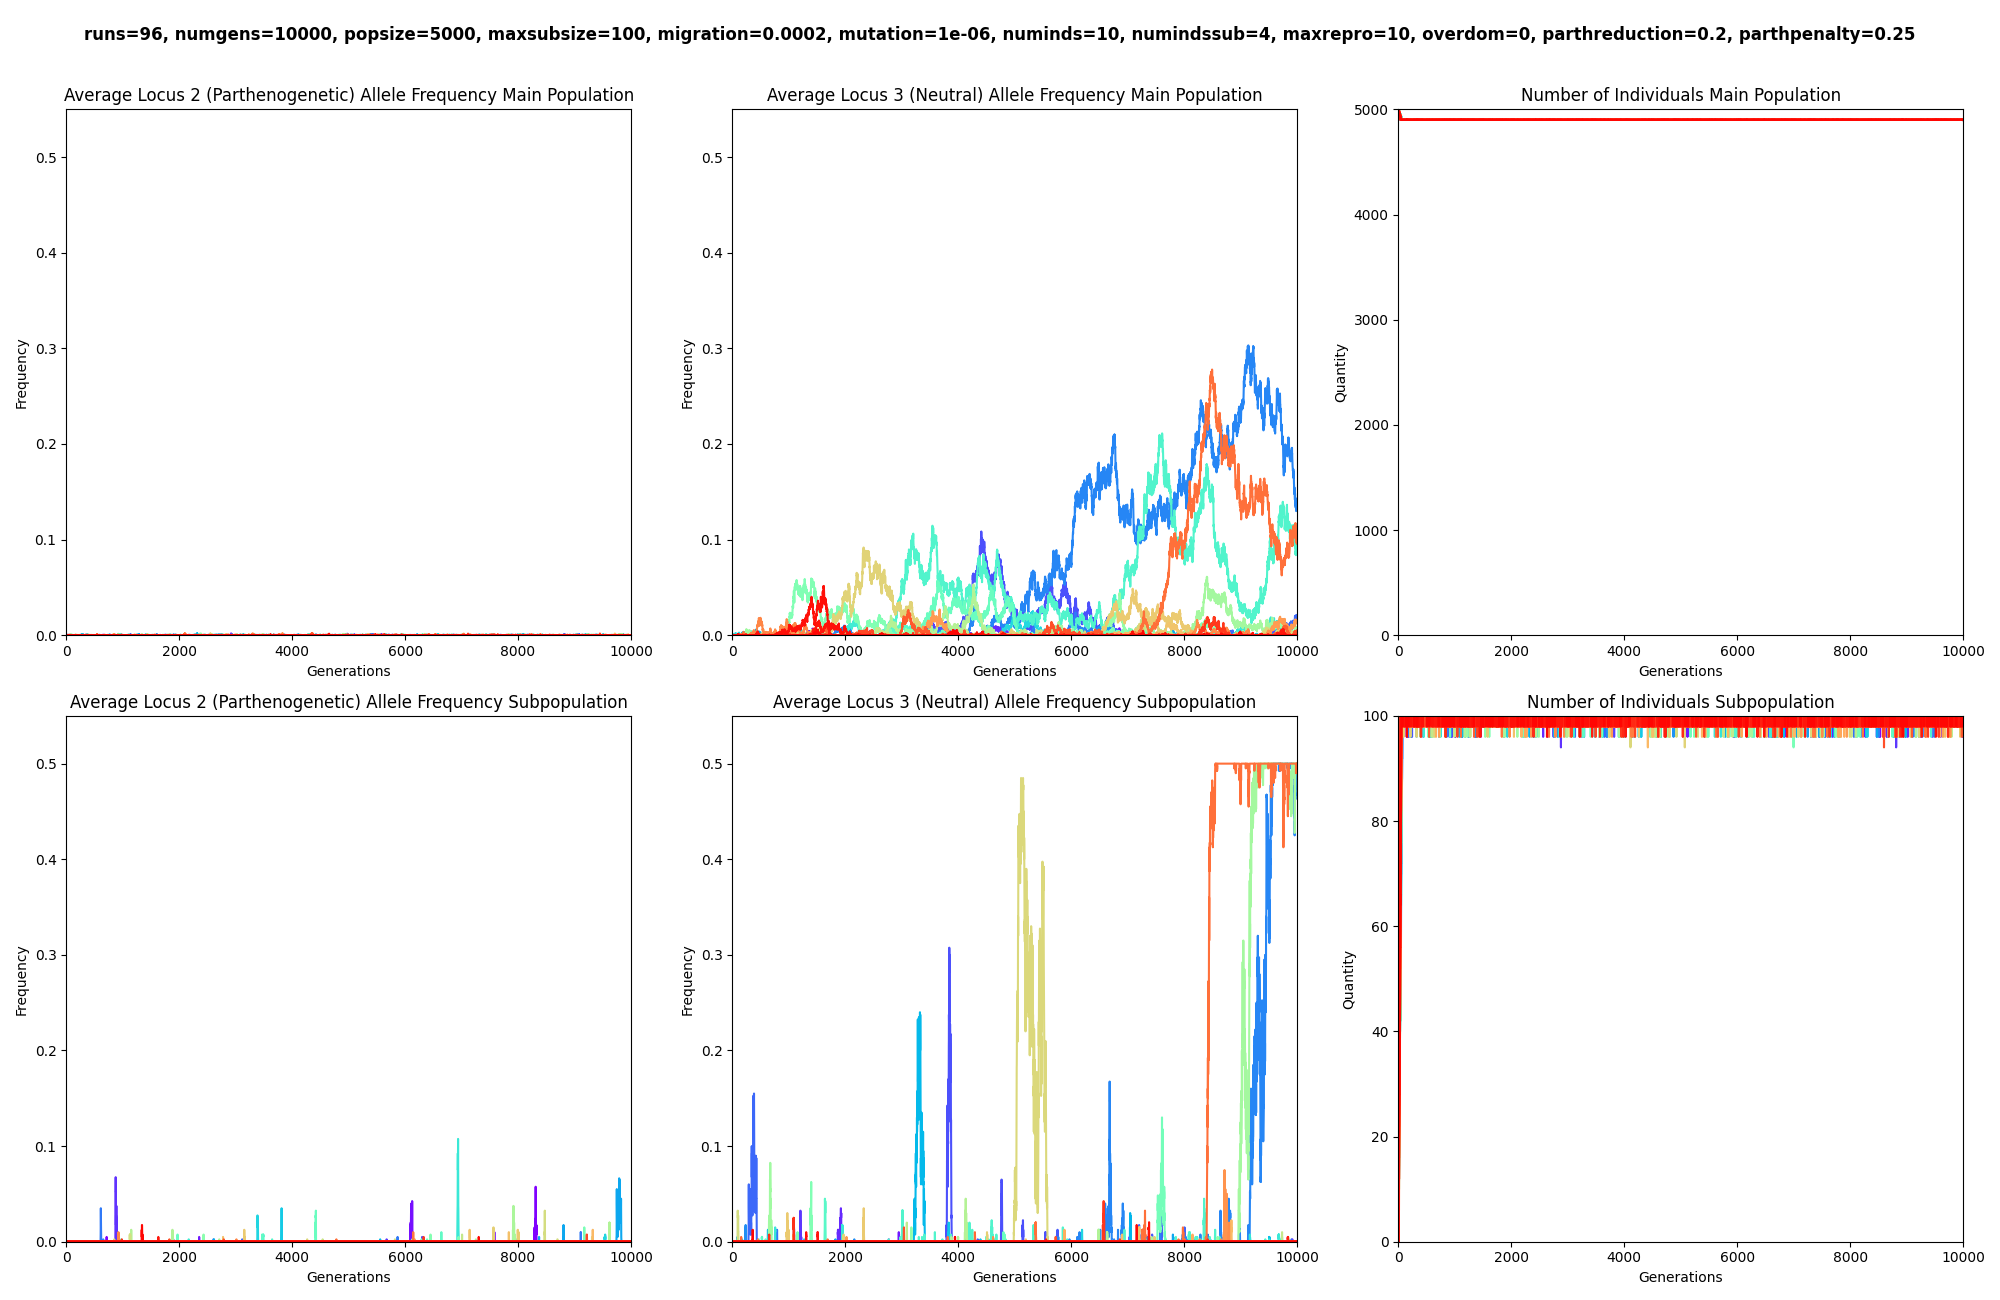 runs=96, numgens=10000, popsize=5000, maxsubsize=100, migration=0.0002, mutation=1e-06, numinds=10, numindssub=4, maxrepro=10, overdom=0, parthreduction=0.2, parthpenalty=0.25
Average Locus 2 (Parthenogenetic) Allele Frequency Main Population
0.5
0.4
0.3
0.2
0.1
0.0
Frequency
0 2000 4000 6000 8000 10000
Generations
Average Locus 3 (Neutral) Allele Frequency Main Population
0.5
0.4
0.3
0.2
0.1
0.0
Frequency
0 2000 4000 6000 8000 10000
Generations
Number of Individuals Main Population
5000
4000
3000
2000
1000
0
Quantity
0 2000 4000 6000 8000 10000
Generations
Average Locus 2 (Parthenogenetic) Allele Frequency Subpopulation
0.5
0.4
0.3
0.2
0.1
0.0
Frequency
0 2000 4000 6000 8000 10000
Generations
Average Locus 3 (Neutral) Allele Frequency Subpopulation
0.5
0.4
0.3
0.2
0.1
0.0
Frequency
0 2000 4000 6000 8000 10000
Generations
Number of Individuals Subpopulation
100
80
60
40
20
0
Quantity
0 2000 4000 6000 8000 10000
Generations